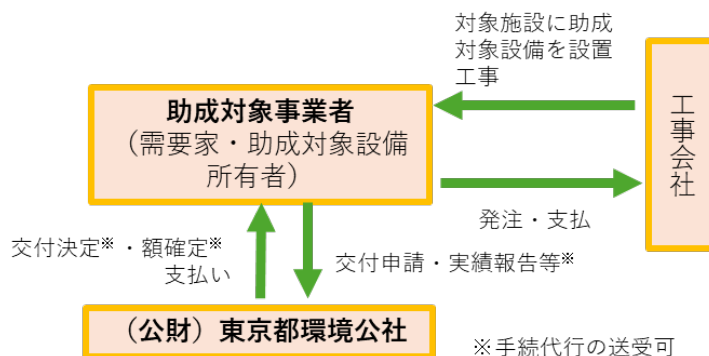 対象施設に助成
対象設備を設置
工事
助成対象事業者
（需要家・助成対象設備
所有者）
工事会社
発注・支払
交付決定※・額確定※
支払い
交付申請・実績報告等※
（公財）東京都環境公社
※手続代行の送受可